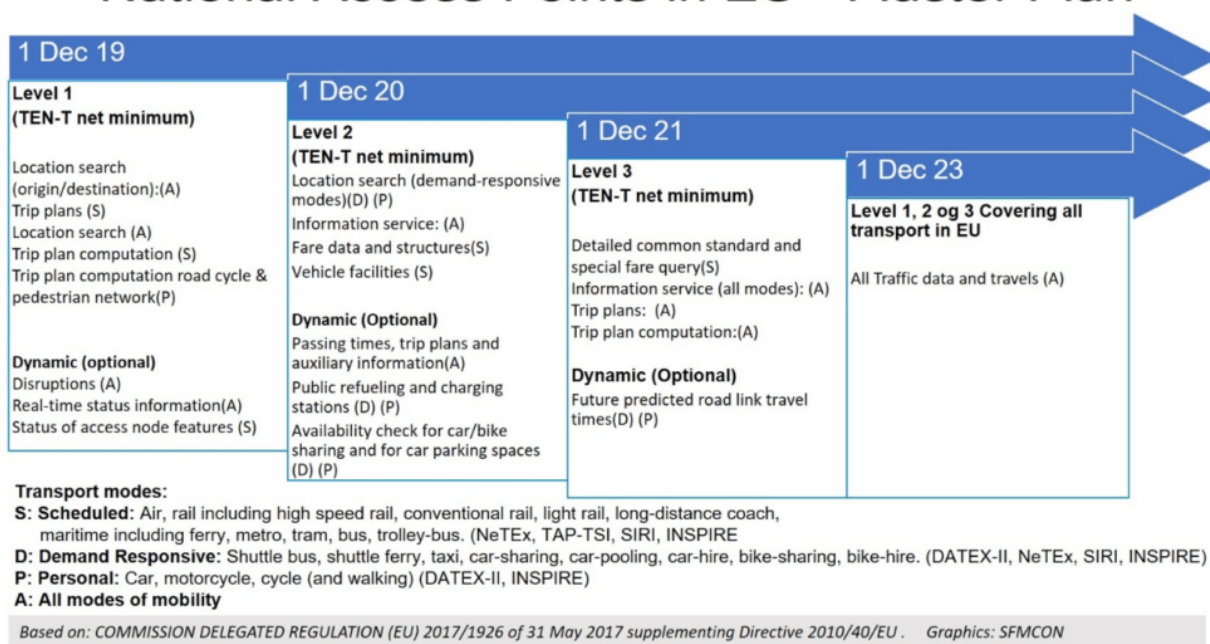 1 Dec 19
Level 1
(TEN-T net minimum)
Location search
(origin/destination):(A)
Trip plans (S)
Location search (A)
Trip plan computation (S)
Trip plan computation road cycle &
pedestrian network(P)
Dynamic (optional)
Disruptions (A)
Real-time status information(A)
Status of access node features (S)
1 Dec 20
Level 2
(TEN-T net minimum)
Location search (demand-responsive
modes)(D) (P)
Information service: (A)
Fare data and structures(S)
Vehicle facilities (S)
Dynamic (Optional)
Passing times, trip plans and
auxiliary information(A)
Public refueling and charging
stations (D) (P)
Availability check for car/bike
sharing and for car parking spaces
(D) (P)
1 Dec 21
Level 3
(TEN-T net minimum)
Detailed common standard and
special fare query(S)
Information service (all modes): (A)
Trip plans: (A)
Trip plan computation:(A)
Dynamic (Optional)
Future predicted road link travel
times(D) (P)
1 Dec 23
Level 1, 2 og 3 Covering all
transport in EU
All Traffic data and travels (A)
Transport modes:
S: Scheduled: Air, rail including high speed rail, conventional rail, light rail, long-distance coach,
maritime including ferry, metro, tram, bus, trolley-bus. (NeTEx, TAP-TSI, SIRI, INSPIRE
D: Demand Responsive: Shuttle bus, shuttle ferry, taxi, car-sharing, car-pooling, car-hire, bike-sharing, bike-hire. (DATEX-II, NeTEx, SIRI, INSPIRE)
P: Personal: Car, motorcycle, cycle (and walking) (DATEX-II, INSPIRE)
A: All modes of mobility
Based on: COMMISSION DELEGATED REGULATION (EU) 2017/1926 of 31 May 2017 supplementing Directive 2010/40/EU . Graphics: SFMCON